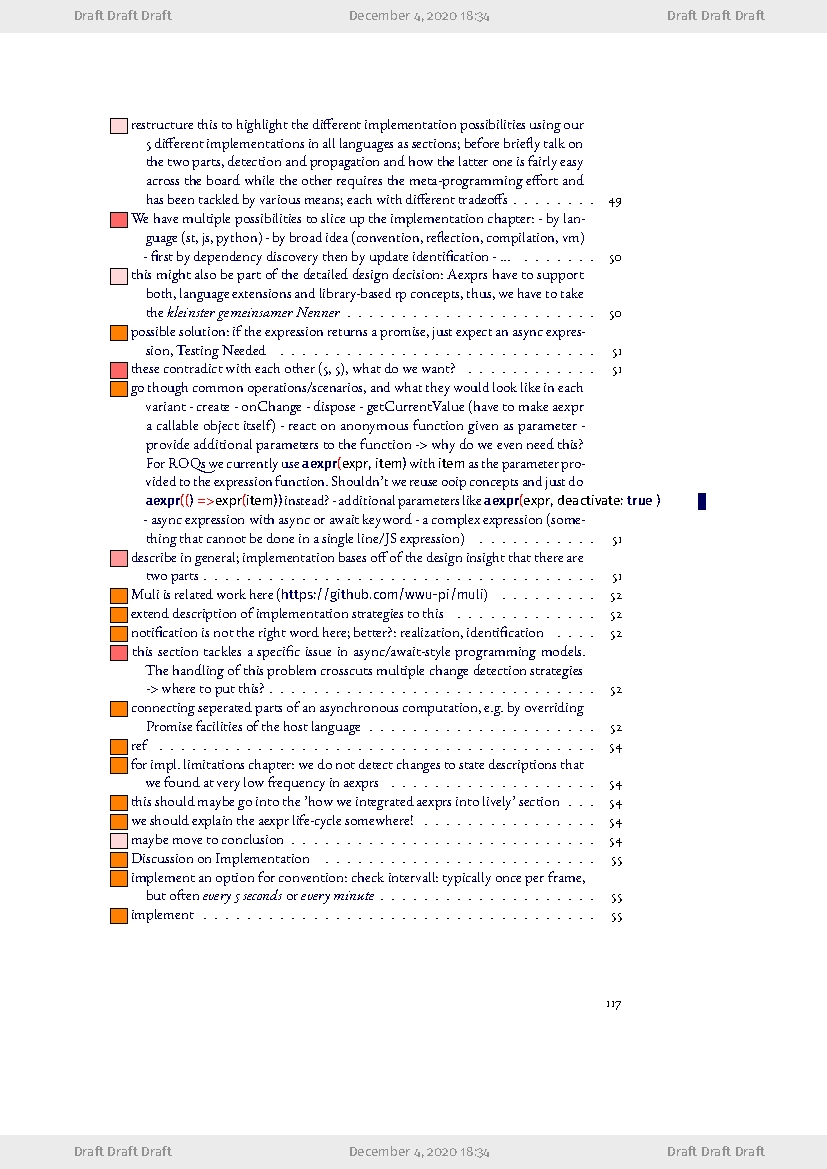 Draft Draft Draft December 4, 2020 18:34 Draft Draft Draft
restructure this to highlight the different implementation possibilities using our
5 different implementations in all languages as sections; before briefly talk on
the two parts, detection and propagation and how the latter one is fairly easy
across the board while the other requires the meta-programming effort and
has been tackled by various means; each with different tradeoffs . . . . . . . . 49
We have multiple possibilities to slice up the implementation chapter: - by lan-
guage (st, js, python) - by broad idea (convention, reflection, compilation, vm)
- first by dependency discovery then by update identification - ... . . . . . . . . 50
this might also be part of the detailed design decision: Aexprs have to support
both, language extensions and library-based rp concepts, thus, we have to take
the kleinster gemeinsamer Nenner . . . . . . . . . . . . . . . . . . . . . . . . 50
possible solution: if the expression returns a promise, just expect an async expres-
sion, Testing Needed . . . . . . . . . . . . . . . . . . . . . . . . . . . . . . 51
these contradict with each other (5, 5), what do we want? . . . . . . . . . . . . 51
go though common operations/scenarios, and what they would look like in each
variant - create - onChange - dispose - getCurrentValue (have to make aexpr
a callable object itself) - react on anonymous function given as parameter -
provide additional parameters to the function -> why do we even need this?
For ROQs we currently use aexpr(expr, item) with item as the parameter pro-
vided to the expression function. Shouldn't we reuse oop concepts and just do
aexpr(() =>expr(item)) instead? - additional parameters like aexpr(expr, deactivate: true )
- async expression with async or await keyword - a complex expression (some-
thing that cannot be done in a single line/JS expression) . . . . . . . . . . . 51
describe in general; implementation bases off of the design insight that there are
two parts . . . . . . . . . . . . . . . . . . . . . . . . . . . . . . . . . . . . 51
Muli is related work here (https://github.com/wwu-pi/muli) . . . . . . . . . 52
extend description of implementation strategies to this . . . . . . . . . . . . . 52
notification is not the right word here; better?: realization, identification . . . . 52
this section tackles a specific issue in async/await-style programming models.
The handling of this problem crosscuts multiple change detection strategies
-> where to put this? . . . . . . . . . . . . . . . . . . . . . . . . . . . . . . 52
connecting seperated parts of an asynchronous computation, e.g. by overriding
Promise facilities of the host language . . . . . . . . . . . . . . . . . . . . . . 52
ref . . . . . . . . . . . . . . . . . . . . . . . . . . . . . . . . . . . . . . . . . 54
for impl. limitations chapter: we do not detect changes to state descriptions that
we found at very low frequency in aexprs . . . . . . . . . . . . . . . . . . . . 54
this should maybe go into the 'how we integrated aexprs into lively' section . . . 54
we should explain the aexpr life-cycle somewhere! . . . . . . . . . . . . . . . . 54
maybe move to conclusion . . . . . . . . . . . . . . . . . . . . . . . . . . . . . 54
Discussion on Implementation . . . . . . . . . . . . . . . . . . . . . . . . . . 55
implement an option for convention: check intervall: typically once per frame,
but often every 5 seconds or every minute . . . . . . . . . . . . . . . . . . . . . 55
implement . . . . . . . . . . . . . . . . . . . . . . . . . . . . . . . . . . . . . 55
117
Draft Draft Draft December 4, 2020 18:34 Draft Draft Draft